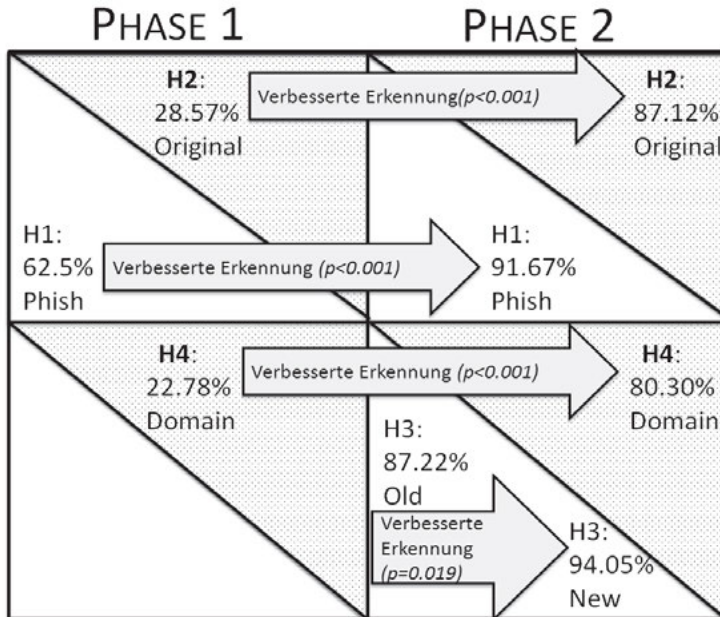 PHASE 1
PHASE 2
H2:
28.57%
Original
Verbesserte Erkennung(p<0.001)
H2:
87.12%
Original
H1:
62.5%
Phish
Verbesserte Erkennung (p<0.001)
H1:
91.67%
Phish
H4:
22.78%
Domain
Verbesserte Erkennung (p<0.001)
H4:
80.30%
Domain
H3:
87.22%
Old
Verbesserte
Erkennung
(p=0.019)
H3:
94.05%
New